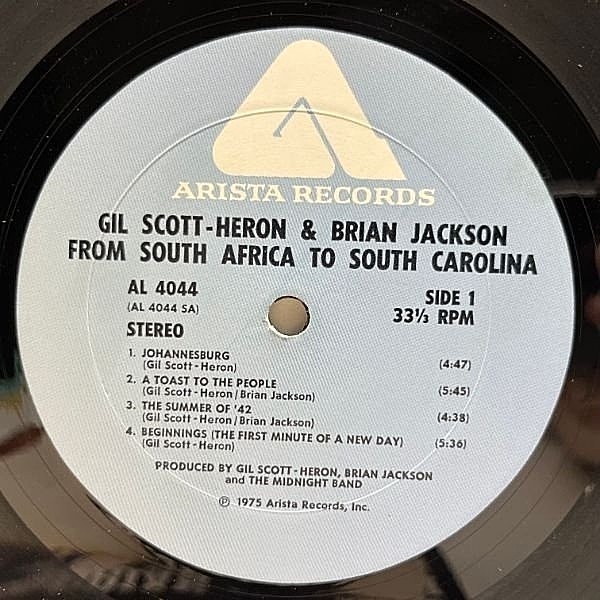 ARISTA RECORDS
GIL SCOTT-HERON & BRIAN JACKSON
FROM SOUTH AFRICA TO SOUTH CAROLINA
AL 4044
(AL 4044 SA)
STEREO
SIDE 1
33⅓ RPM
1. JOHANNESBURG
(Gil Scott-Heron) (4:47)
2. A TOAST TO THE PEOPLE
(Gil Scott-Heron/Brian Jackson) (5:45)
3. THE SUMMER OF '42
(Gil Scott-Heron/Brian Jackson) (4:38)
4. BEGINNINGS (THE FIRST MINUTE OF A NEW DAY) (5:36)
(Gil Scott-Heron)
PRODUCED BY GIL SCOTT-HERON, BRIAN JACKSON
and THE MIDNIGHT BAND
℗ 1975 Arista Records, Inc.